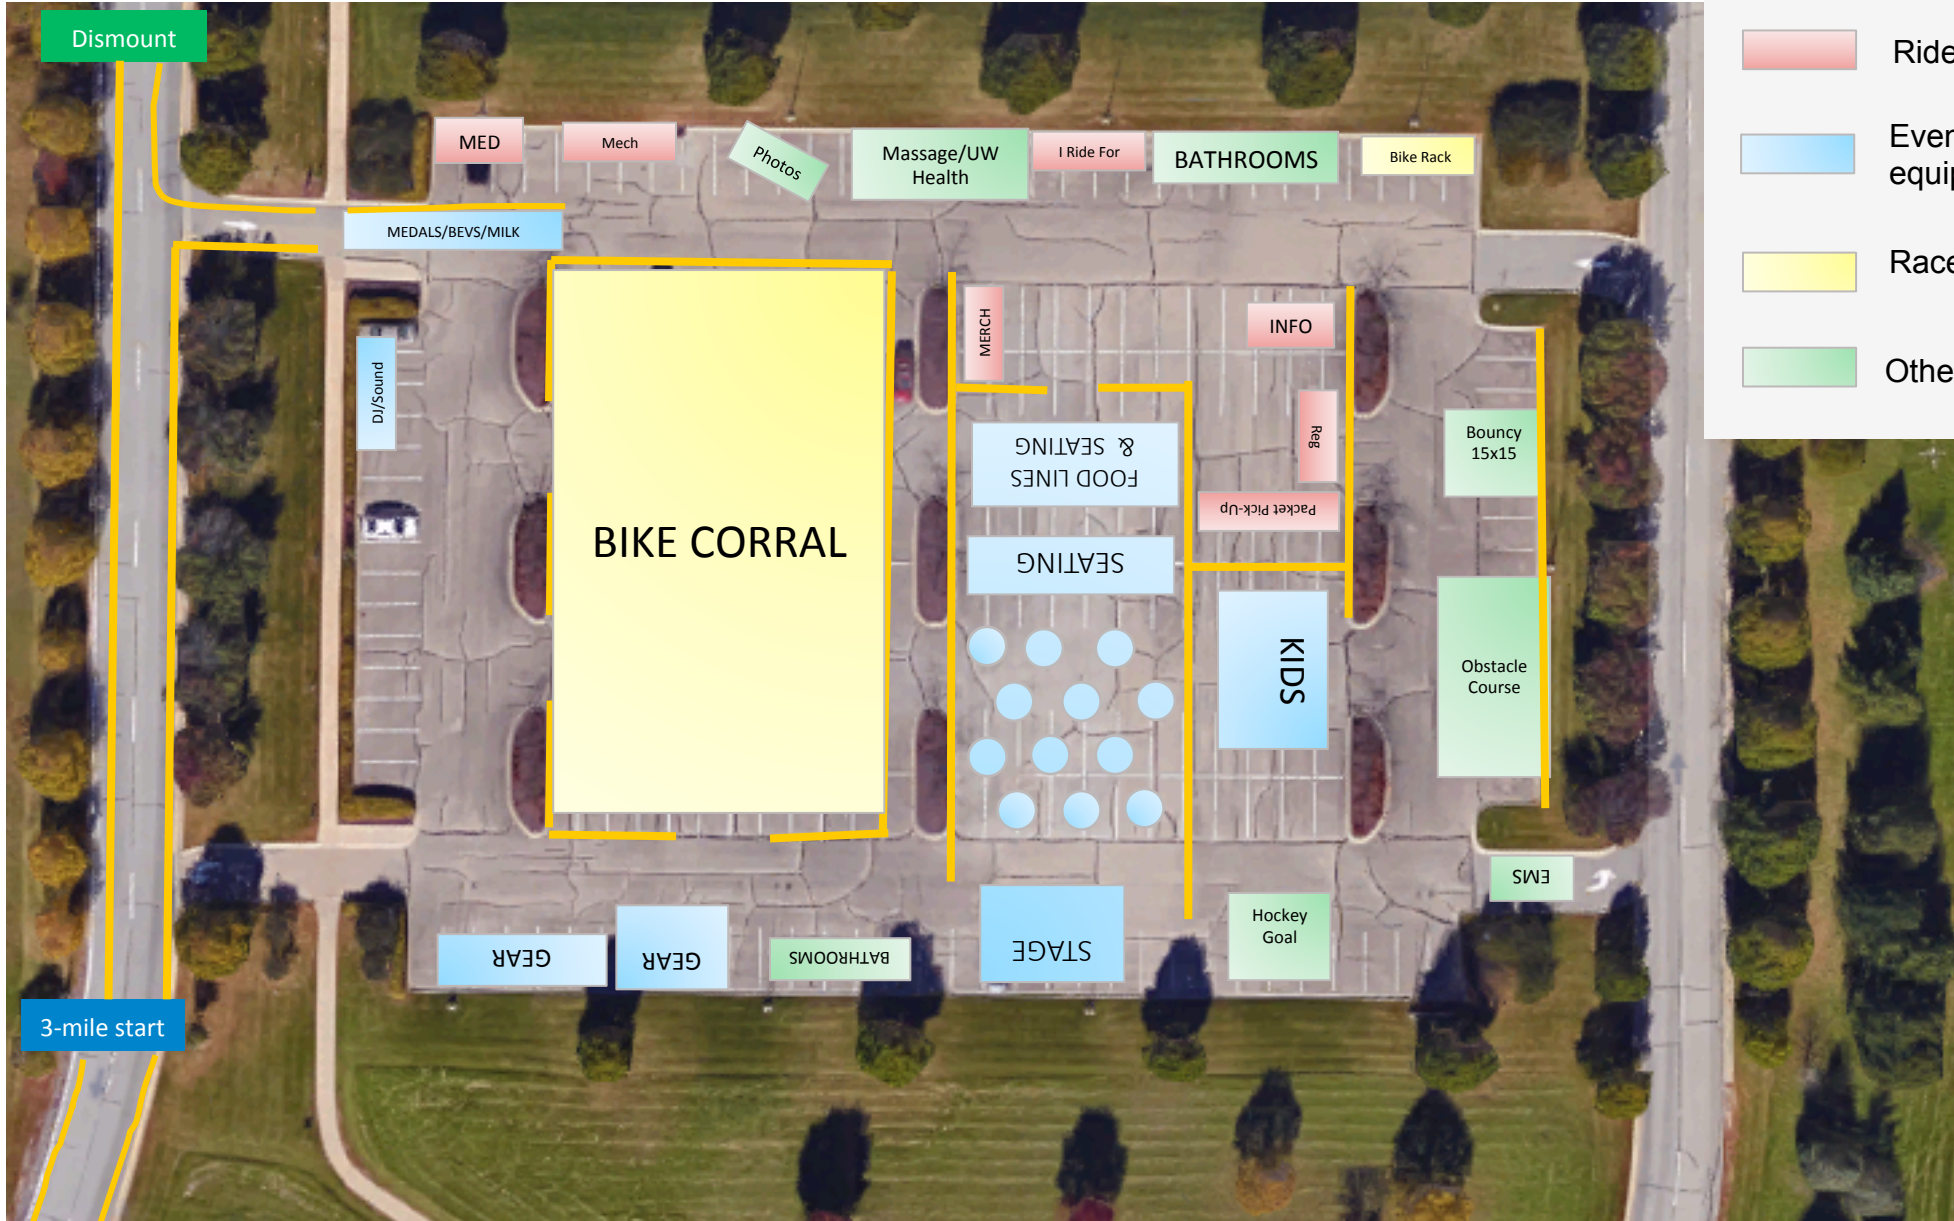 Dismount
Ride
Even
equip
Race
Othe
MED
Mech
Photos
Massage/UW
Health
I Ride For
BATHROOMS
Bike Rack
MEDALS/BEVS/MILK
MERCH
INFO
DJ/Sound
Reg
Bouncy
15x15
FOOD LINES
& SEATING
Packet Pick-Up
BIKE CORRAL
SEATING
KIDS
Obstacle
Course
EMS
Hockey
Goal
STAGE
GEAR
GEAR
BATHROOMS
3-mile start